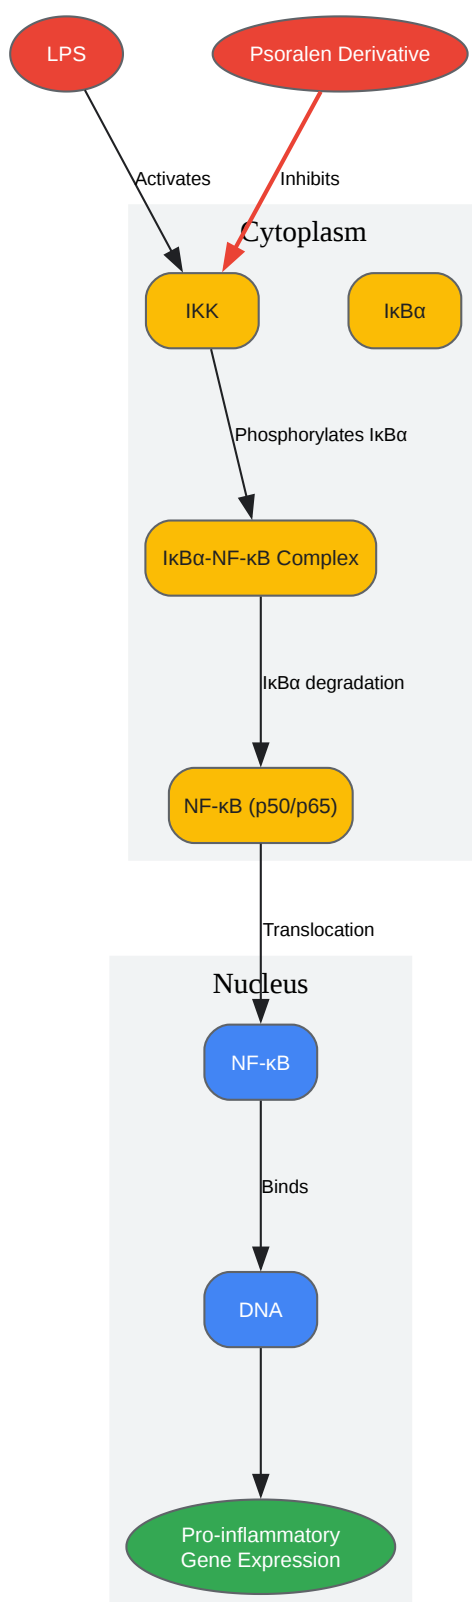 LPS
Psoralen Derivative
Activates
Inhibits
Cytoplasm
IKK
IκBα
Phosphorylates IκBα
IκBα-NF-κB Complex
IκBα degradation
NF-κB (p50/p65)
Translocation
Nucleus
NF-κB
Binds
DNA
Pro-inflammatory
Gene Expression